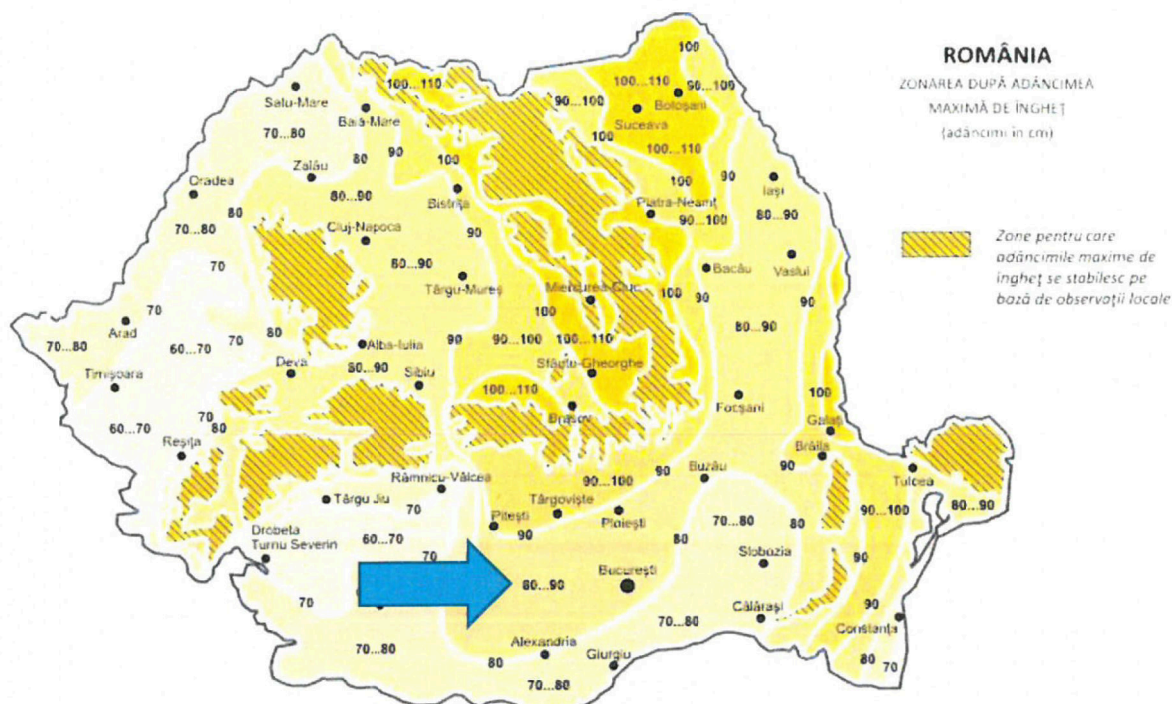 ROMÂNIA
ZONAREA DUPĂ ADÂNCIMEA
MAXIMĂ DE ÎNGHEȚ
(adâncimi în cm)
Zone pentru care
adâncimile maxime de
îngheț se stabilesc pe
bază de observații locale
100
100...110
100...110
90...100
90...100
Satu-Mare
Botoșani
Baia-Mare
Suceava
100
100
70...80
80
90
100
100...110
Zalău
90
Iași
Oradea
80...90
Bistrița
100
Piatra-Neamț
80...90
80
90...100
Cluj-Napoca
90
70...80
70
80...90
Bacău
Vaslui
Târgu-Mureș
Miercurea-Ciuc
100
90
90
70
100
Arad
80
70
90
90...100
100...110
80...90
70...80
60...70
Alba-Iulia
Deva
80...90
Sfântu-Gheorghe
Timișoara
Sibiu
100...110
100
Focșani
Brașov
70
60...70
80
Galați
Reșița
Brăila
90
Buzău
90
Râmnicu-Vâlcea
90...100
Tulcea
Târgu Jiu
70
Târgoviște
80...90
Pitești
Ploiești
70...80
80
90...100
Drobeta
Turnu Severin
60...70
90
80
70
Slobozia
90
București
80...90
70
Călărași
90
70...80
Constanța
Alexandria
70...80
80
Giurgiu
80
70
70...80